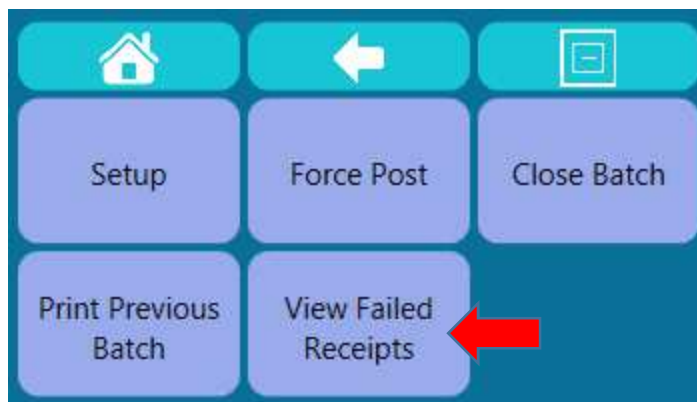 Setup
Force Post
Close Batch
Print Previous
Batch
View Failed
Receipts